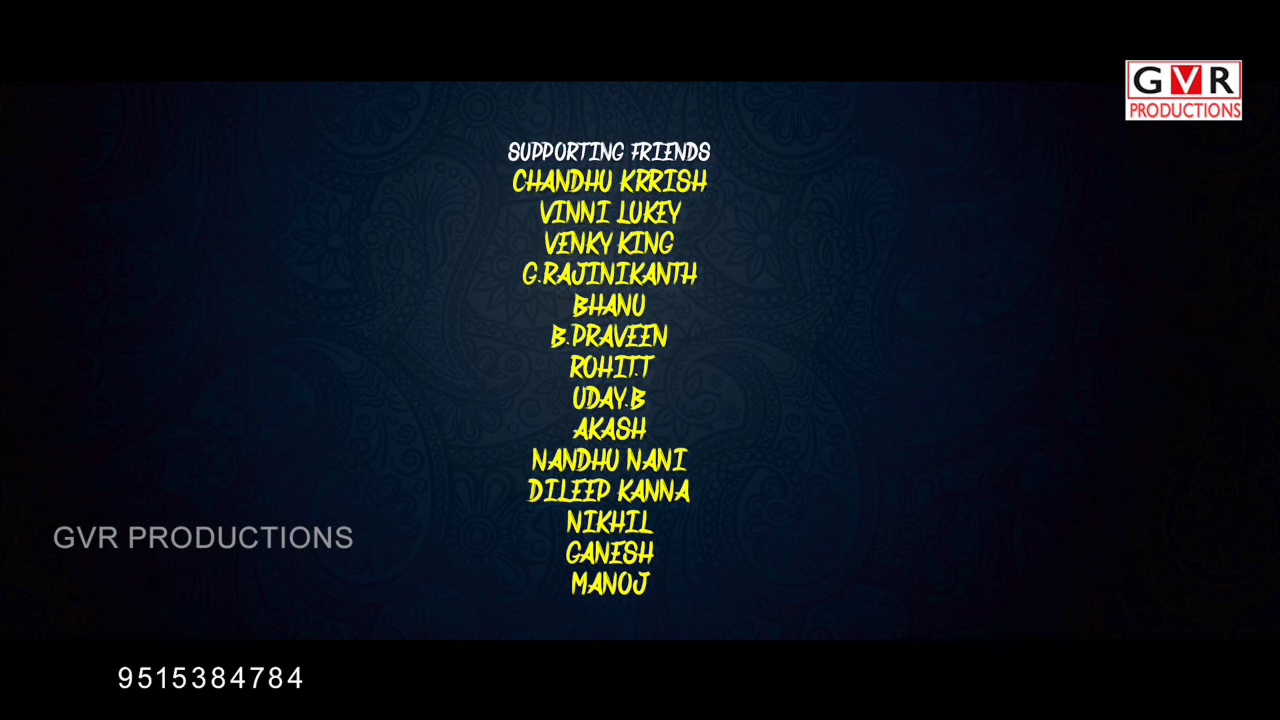 GVR
PRODUCTIONS
SUPPORTING FRIENDS
CHANDHU KRRISH
VINNI LUKEY
VENKY KING
G.RAJINIKANTH
BHANU
B.PRAVEEN
ROHIT.T
UDAY.B
AKASH
NANDHU NANI
DILEEP KANNA
NIKHIL
GANESH
MANOJ
GVR PRODUCTIONS
9515384784